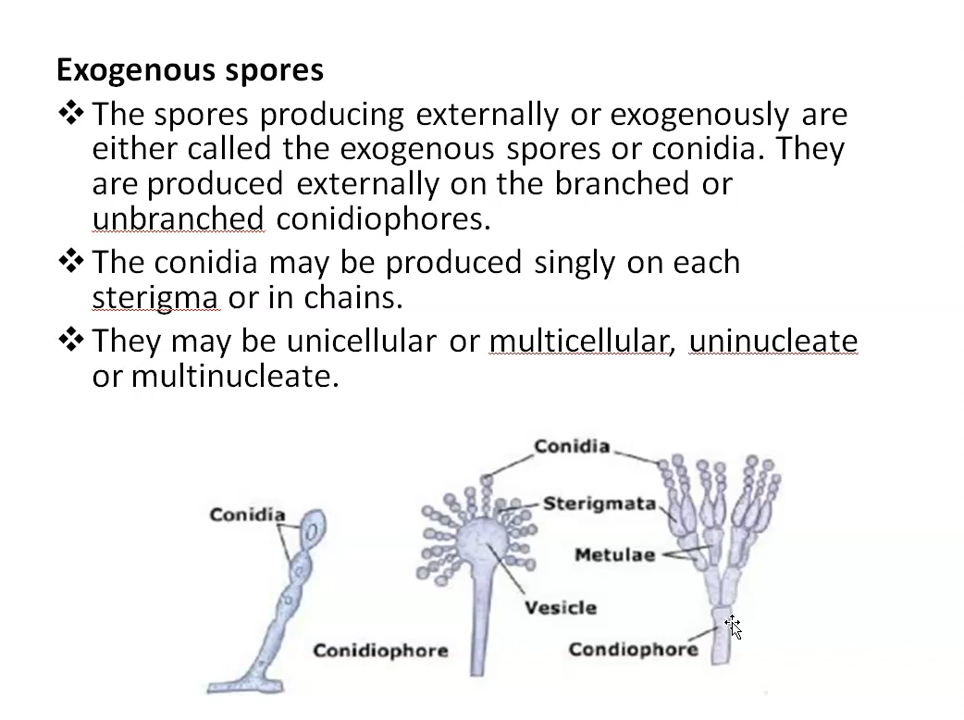 Exogenous spores
❖ The spores producing externally or exogenously are
either called the exogenous spores or conidia. They
are produced externally on the branched or
unbranched conidiophores.
❖ The conidia may be produced singly on each
sterigma or in chains.
❖ They may be unicellular or multicellular, uninucleate
or multinucleate.
Conidia
Sterigmata
Conidia
Metulae
Vesicle
Conidiophore
Condiophore